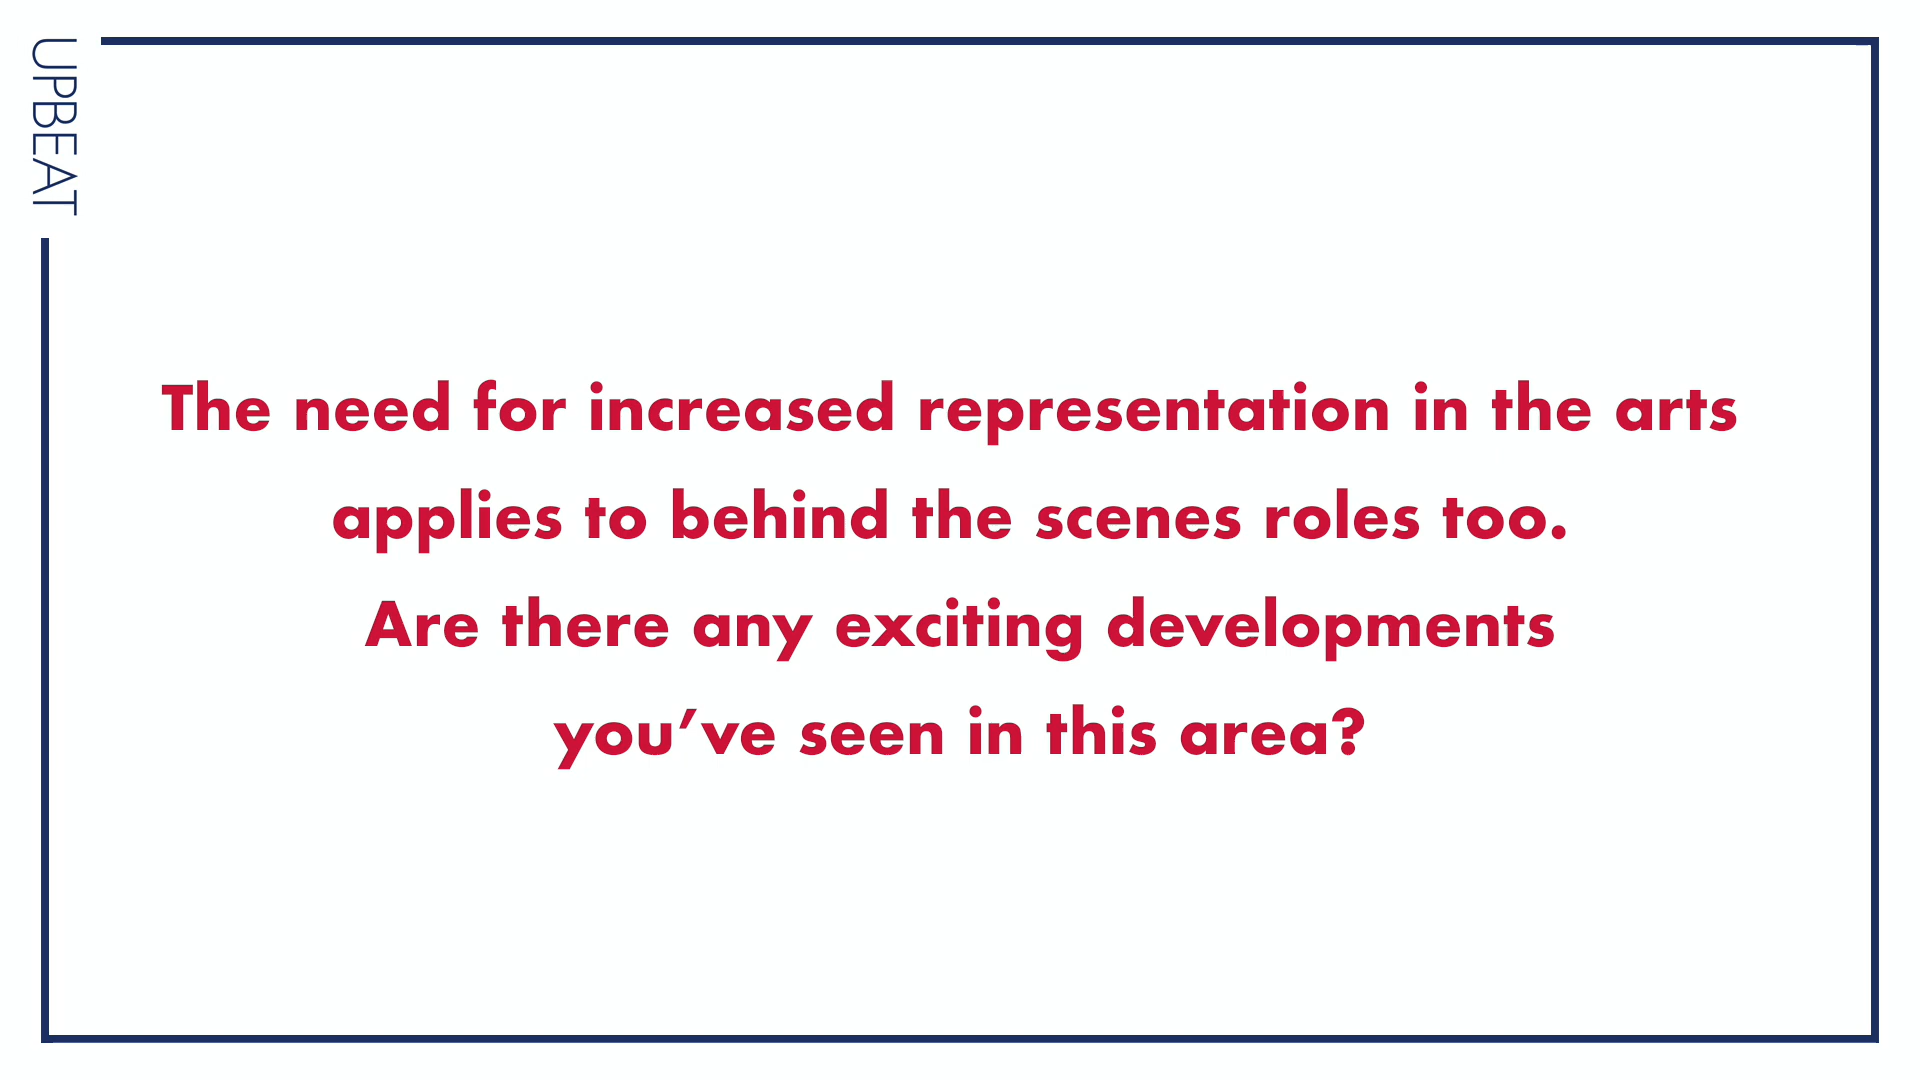 UPBEAT
The need for increased representation in the arts
applies to behind the scenes roles too.
Are there any exciting developments
you’ve seen in this area?